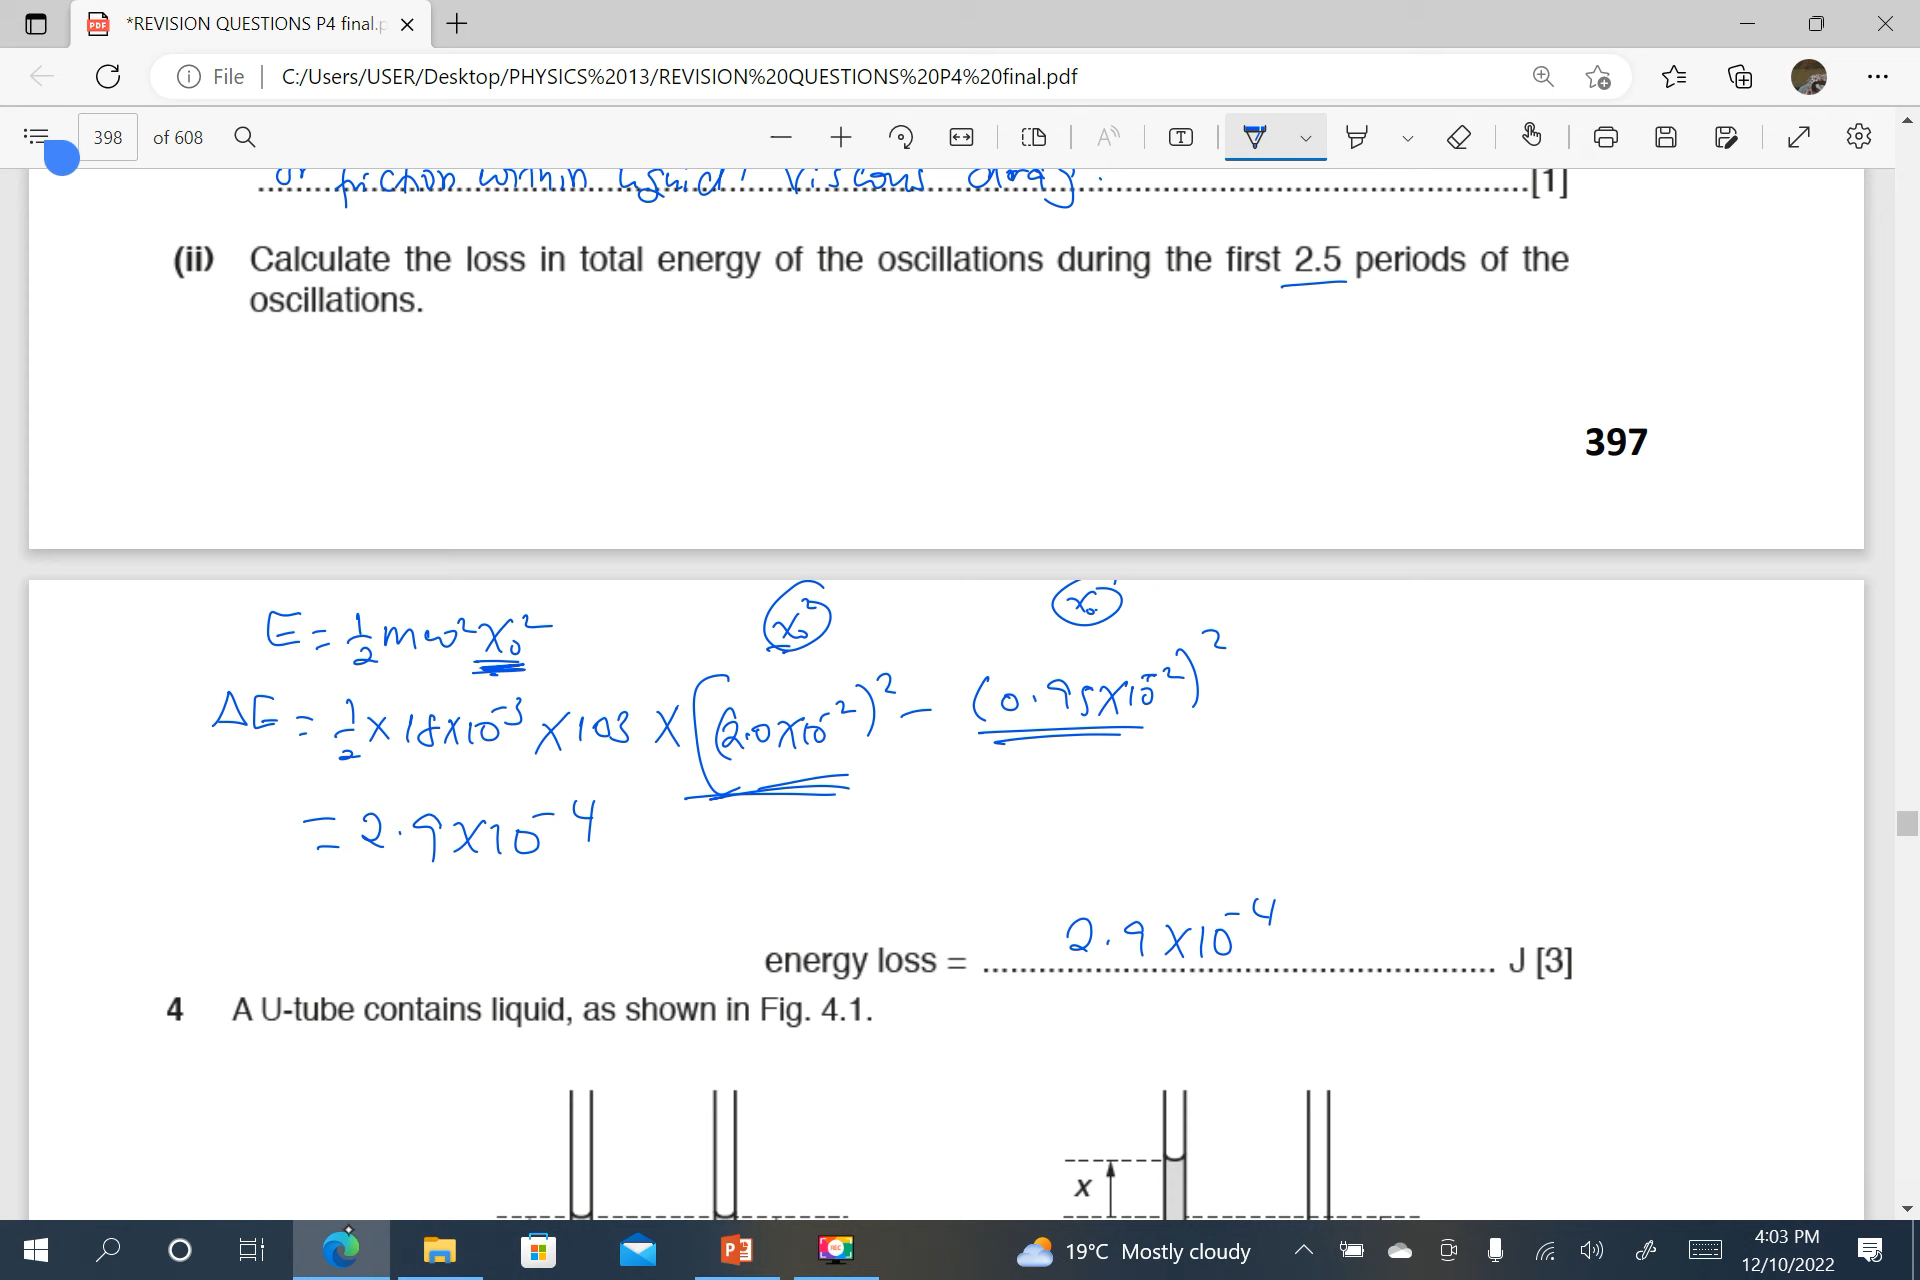 *REVISION QUESTIONS P4 final.p
File C:/Users/USER/Desktop/PHYSICS%2013/REVISION%20QUESTIONS%20P4%20final.pdf
398 of 608
or friction within liquid / viscous drag. [1]
(ii) Calculate the loss in total energy of the oscillations during the first 2.5 periods of the
oscillations.
397
x₀² x₀
E = ½mω²x₀²
ΔE = ½ × 18×10⁻³ × 103 × [(2.0×10⁻²)² − (0.95×10⁻²)²
= 2.9×10⁻⁴
2.9×10⁻⁴
energy loss = ........................................................ J [3]
4 A U-tube contains liquid, as shown in Fig. 4.1.
x
19°C Mostly cloudy
4:03 PM
12/10/2022